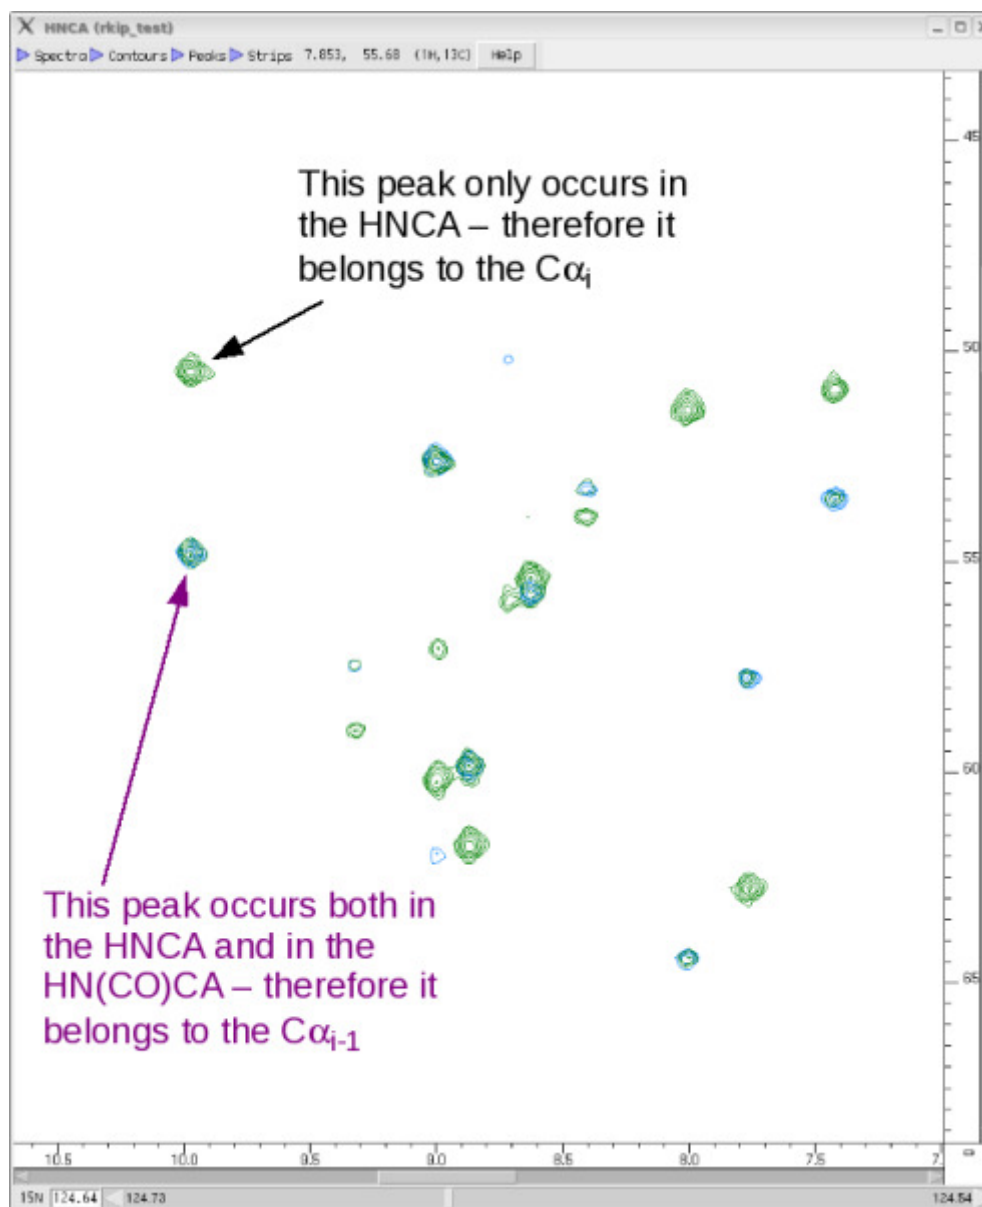 HNCA (rkip_test)
Spectra Contours Peaks Strips 7.853, 55.68 (1H,13C) Help
45
This peak only occurs in
the HNCA – therefore it
belongs to the Cαi
50
55
60
This peak occurs both in
the HNCA and in the
HN(CO)CA – therefore it
belongs to the Cαi-1
65
10.5 10.0 9.5 9.0 8.5 8.0 7.5 7.
15N 124.64 124.73 124.54